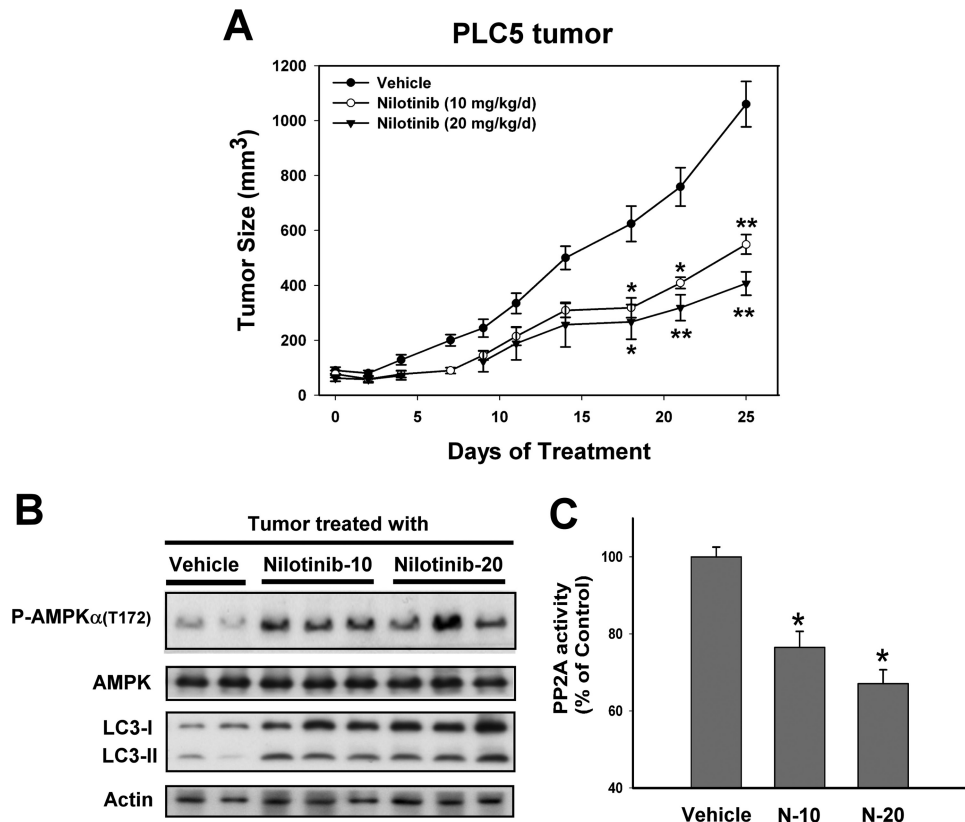 A
PLC5 tumor
Vehicle
Nilotinib (10 mg/kg/d)
Nilotinib (20 mg/kg/d)
Tumor Size (mm³)
1200
1000
800
600
400
200
0
** 
* *
* ** **
0 5 10 15 20 25
Days of Treatment
B
Tumor treated with
Vehicle Nilotinib-10 Nilotinib-20
P-AMPKα(T172)
AMPK
LC3-I
LC3-II
Actin
C
PP2A activity
(% of Control)
100
80
60
40
* *
Vehicle N-10 N-20